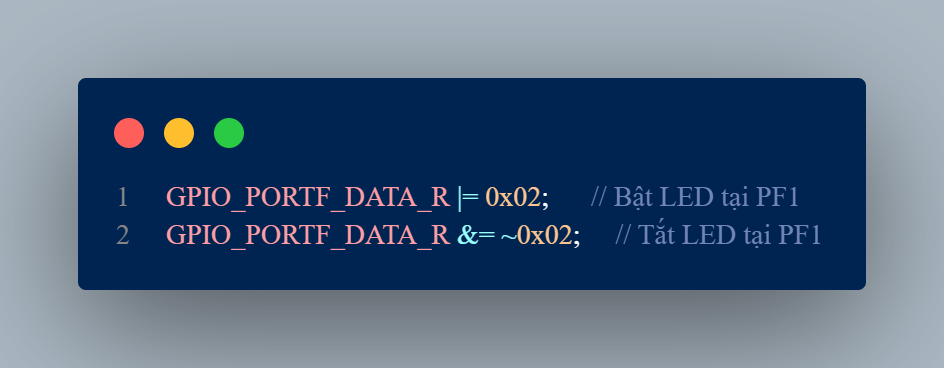 1 GPIO_PORTF_DATA_R |= 0x02; // Bật LED tại PF1
2 GPIO_PORTF_DATA_R &= ~0x02; // Tắt LED tại PF1